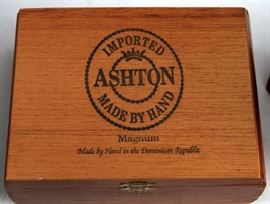 IMPORTED
ASHTON
MADE BY HAND
Magnum
Made by Hand in the Dominican Republic